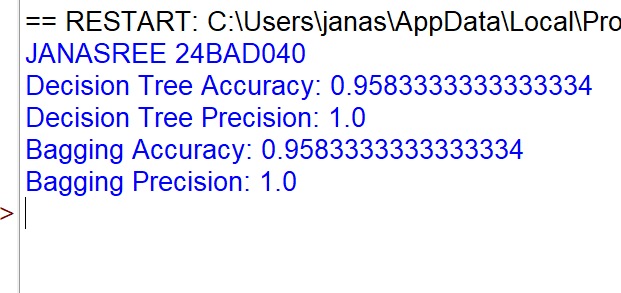 == RESTART: C:\Users\janas\AppData\Local\Pro
JANASREE 24BAD040
Decision Tree Accuracy: 0.9583333333333334
Decision Tree Precision: 1.0
Bagging Accuracy: 0.9583333333333334
Bagging Precision: 1.0
>